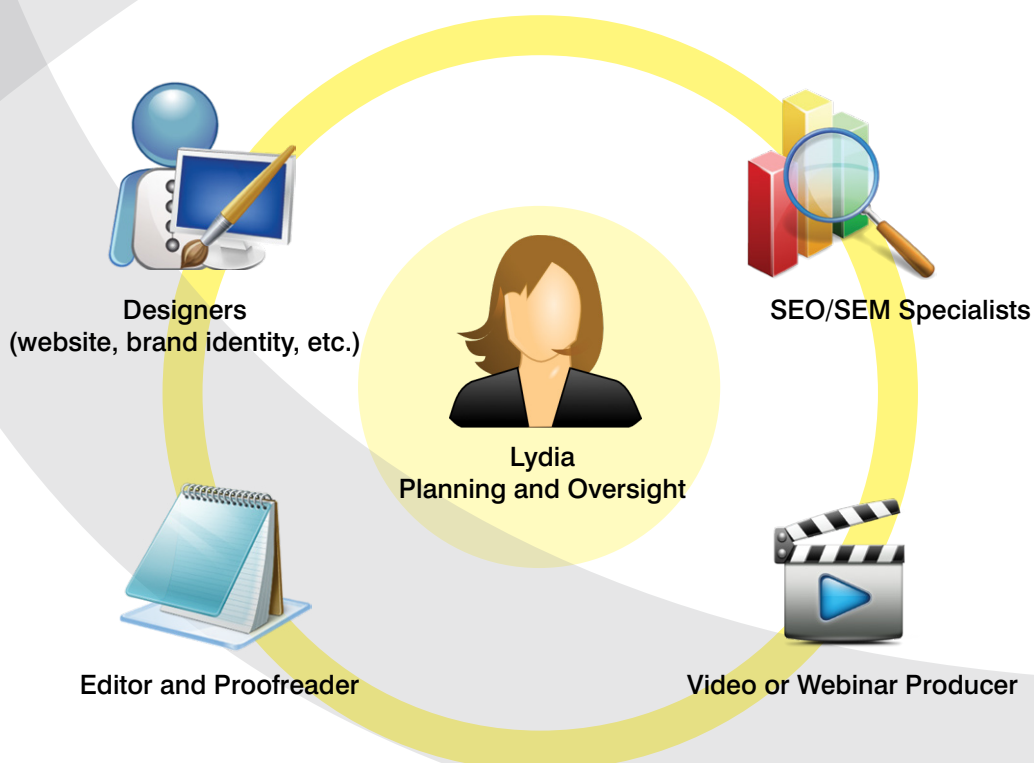 Designers
(website, brand identity, etc.)
SEO/SEM Specialists
Lydia
Planning and Oversight
Editor and Proofreader
Video or Webinar Producer